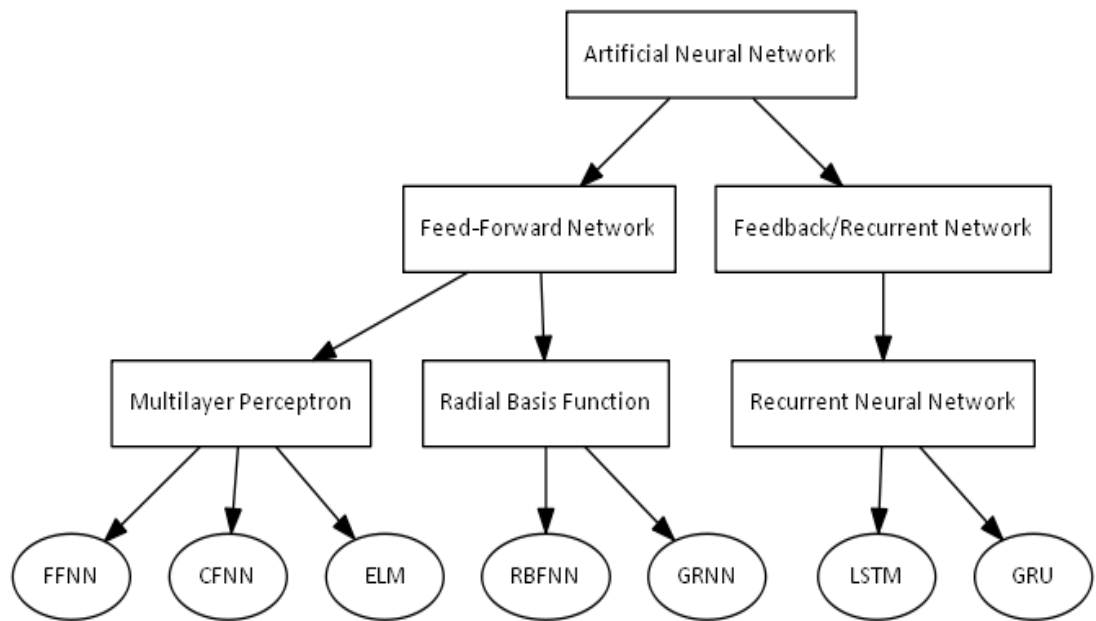 Artificial Neural Network
Feed-Forward Network
Feedback/Recurrent Network
Multilayer Perceptron
Radial Basis Function
Recurrent Neural Network
FFNN
CFNN
ELM
RBFNN
GRNN
LSTM
GRU